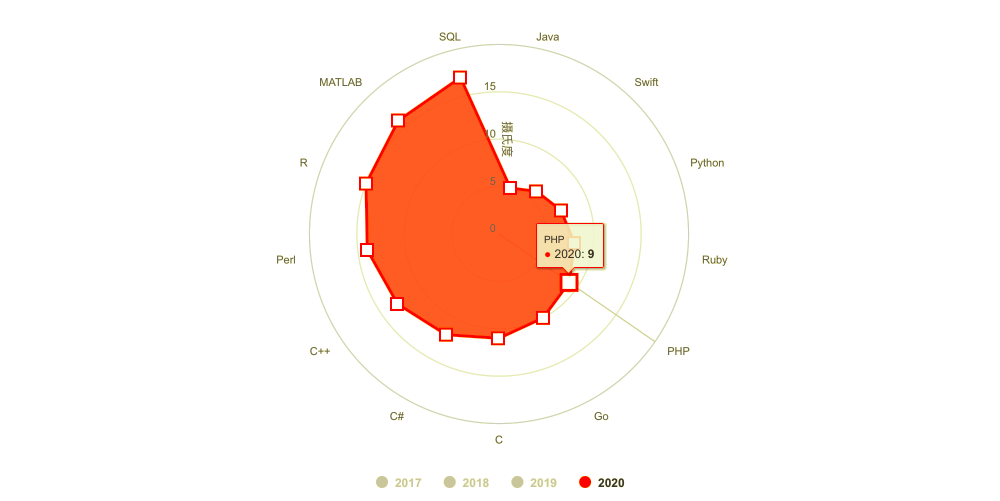 SQL
Java
MATLAB
Swift
15
10
摄氏度
R
Python
5
0
PHP
● 2020: 9
Perl
Ruby
C++
PHP
C#
Go
C
2017 2018 2019 2020